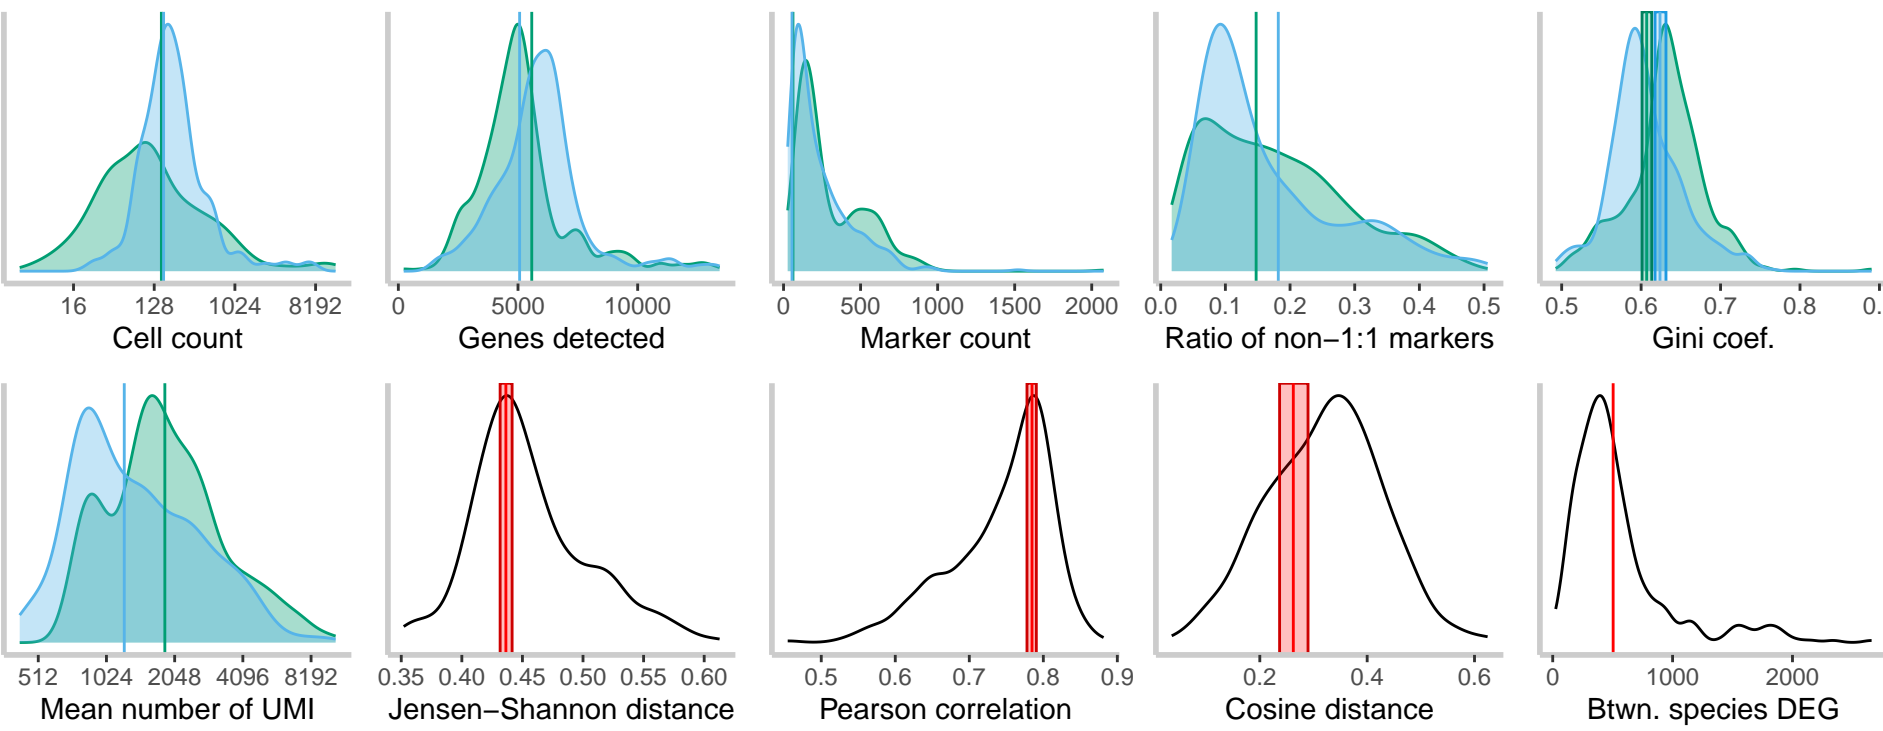 16 128 1024 8192
Cell count
0 5000 10000
Genes detected
0 500 1000 1500 2000
Marker count
0.0 0.1 0.2 0.3 0.4 0.5
Ratio of non−1:1 markers
0.5 0.6 0.7 0.8 0.
Gini coef.
512 1024 2048 4096 8192
Mean number of UMI
0.35 0.40 0.45 0.50 0.55 0.60
Jensen−Shannon distance
0.5 0.6 0.7 0.8 0.9
Pearson correlation
0.2 0.4 0.6
Cosine distance
0 1000 2000
Btwn. species DEG